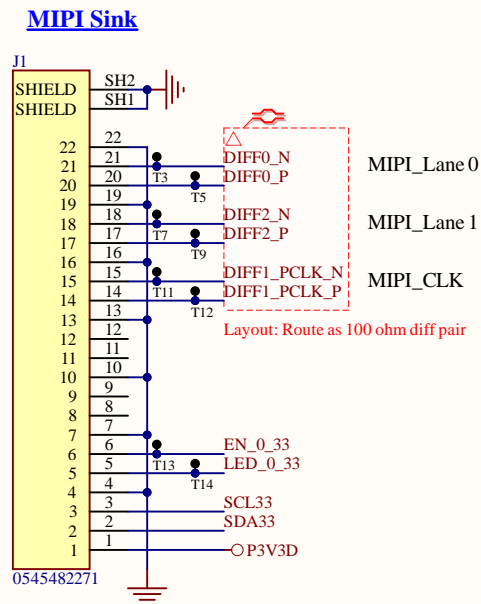 MIPI Sink
J1
SHIELD SH2
SHIELD SH1
22 22
21 21 T3 DIFF0_N
20 20 T5 DIFF0_P
MIPI_Lane 0
19 19
18 18 T7 DIFF2_N
17 17 T9 DIFF2_P
MIPI_Lane 1
16 16
15 15 T11 DIFF1_PCLK_N
14 14 T12 DIFF1_PCLK_P
MIPI_CLK
13 13
Layout: Route as 100 ohm diff pair
12 12
11 11
10 10
9 9
8 8
7 7
6 6 T13 EN_0_33
5 5 T14 LED_0_33
4 4
3 3 SCL33
2 2 SDA33
1 1 P3V3D
0545482271